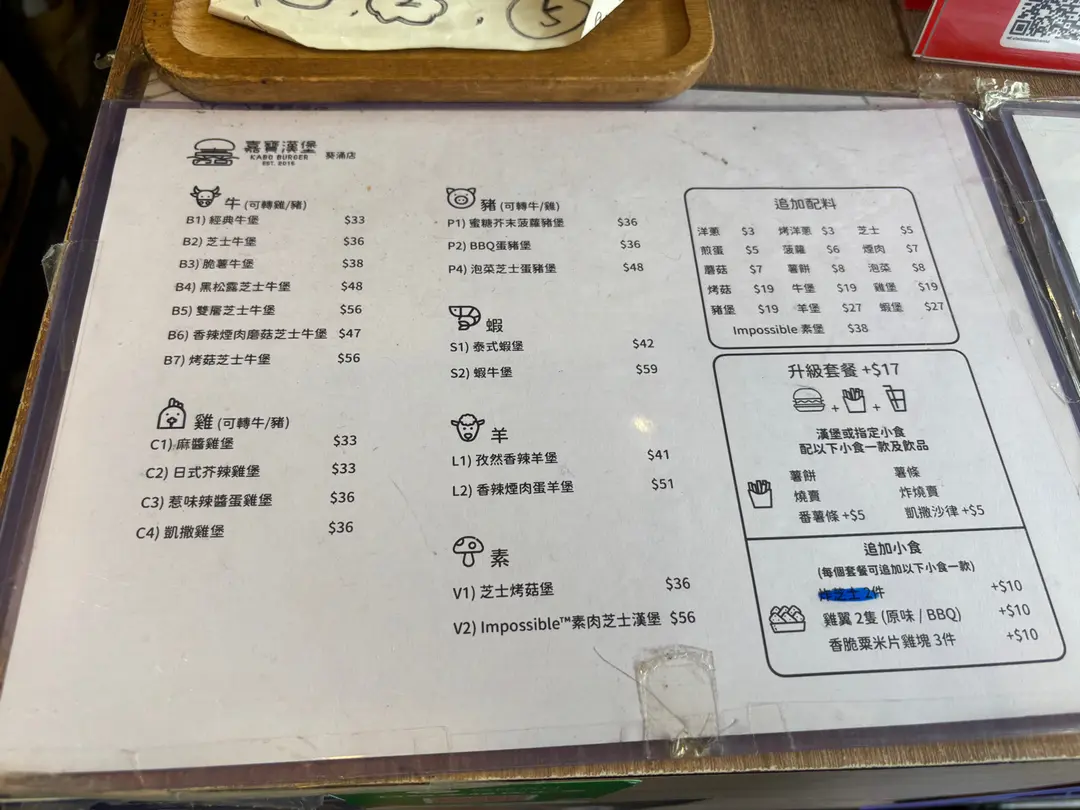 5
嘉寶漢堡
KABO BURGER
EST. 2015
葵涌店
牛 (可轉雞/豬)
B1) 經典牛堡 $33
B2) 芝士牛堡 $36
B3) 脆薯牛堡 $38
B4) 黑松露芝士牛堡 $48
B5) 雙層芝士牛堡 $56
B6) 香辣煙肉磨菇芝士牛堡 $47
B7) 烤菇芝士牛堡 $56
雞 (可轉牛/豬)
C1) 麻醬雞堡 $33
C2) 日式芥辣雞堡 $33
C3) 惹味辣醬蛋雞堡 $36
C4) 凱撒雞堡 $36
豬 (可轉牛/雞)
P1) 蜜糖芥末菠蘿豬堡 $36
P2) BBQ蛋豬堡 $36
P4) 泡菜芝士蛋豬堡 $48
蝦
S1) 泰式蝦堡 $42
S2) 蝦牛堡 $59
羊
L1) 孜然香辣羊堡 $41
L2) 香辣煙肉蛋羊堡 $51
素
V1) 芝士烤菇堡 $36
V2) Impossible™素肉芝士漢堡 $56
追加配料
洋蔥 $3 烤洋蔥 $3 芝士 $5
煎蛋 $5 菠蘿 $6 煙肉 $7
蘑菇 $7 薯餅 $8 泡菜 $8
烤菇 $19 牛堡 $19 雞堡 $19
豬堡 $19 羊堡 $27 蝦堡 $27
Impossible 素堡 $38
升級套餐 +$17
+ +
漢堡或指定小食
配以下小食一款及飲品
薯餅 薯條
燒賣 炸燒賣
番薯條 +$5 凱撒沙律 +$5
追加小食
(每個套餐可追加以下小食一款)
炸芝士 2件 +$10
雞翼 2隻 (原味 / BBQ) +$10
香脆粟米片雞塊 3件 +$10